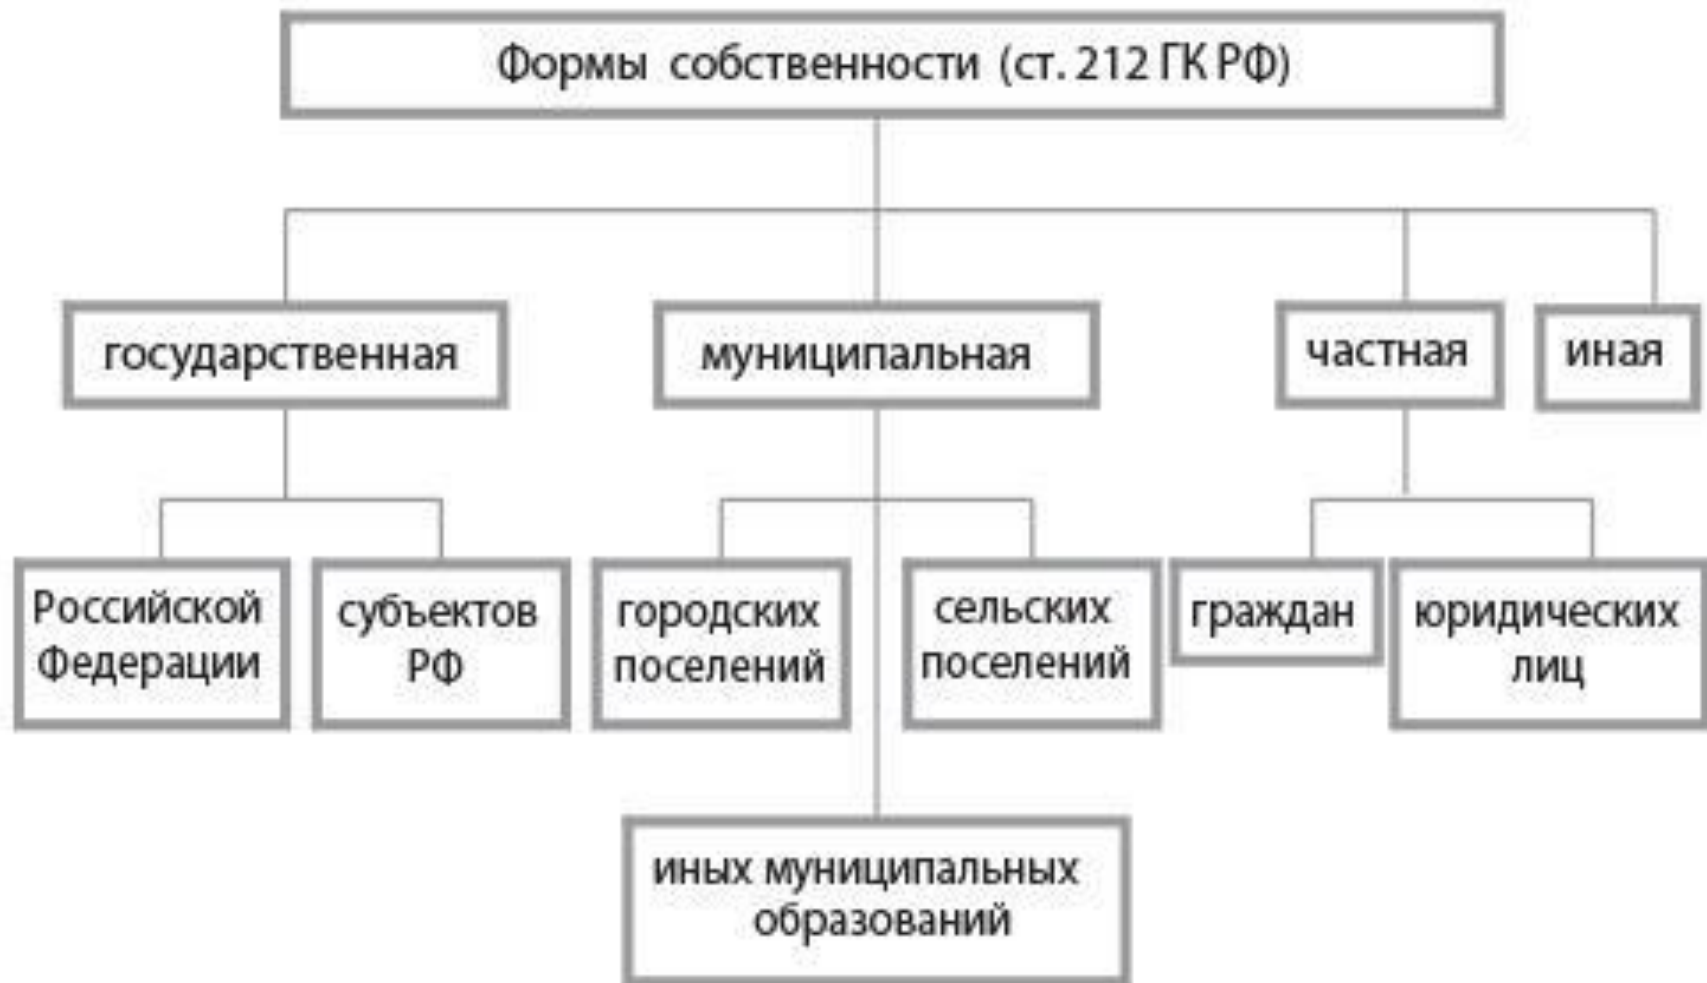 Формы собственности (ст. 212 ГК РФ)
государственная
муниципальная
частная
иная
Российской
Федерации
субъектов
РФ
городских
поселений
сельских
поселений
граждан
юридических
лиц
иных муниципальных
образований